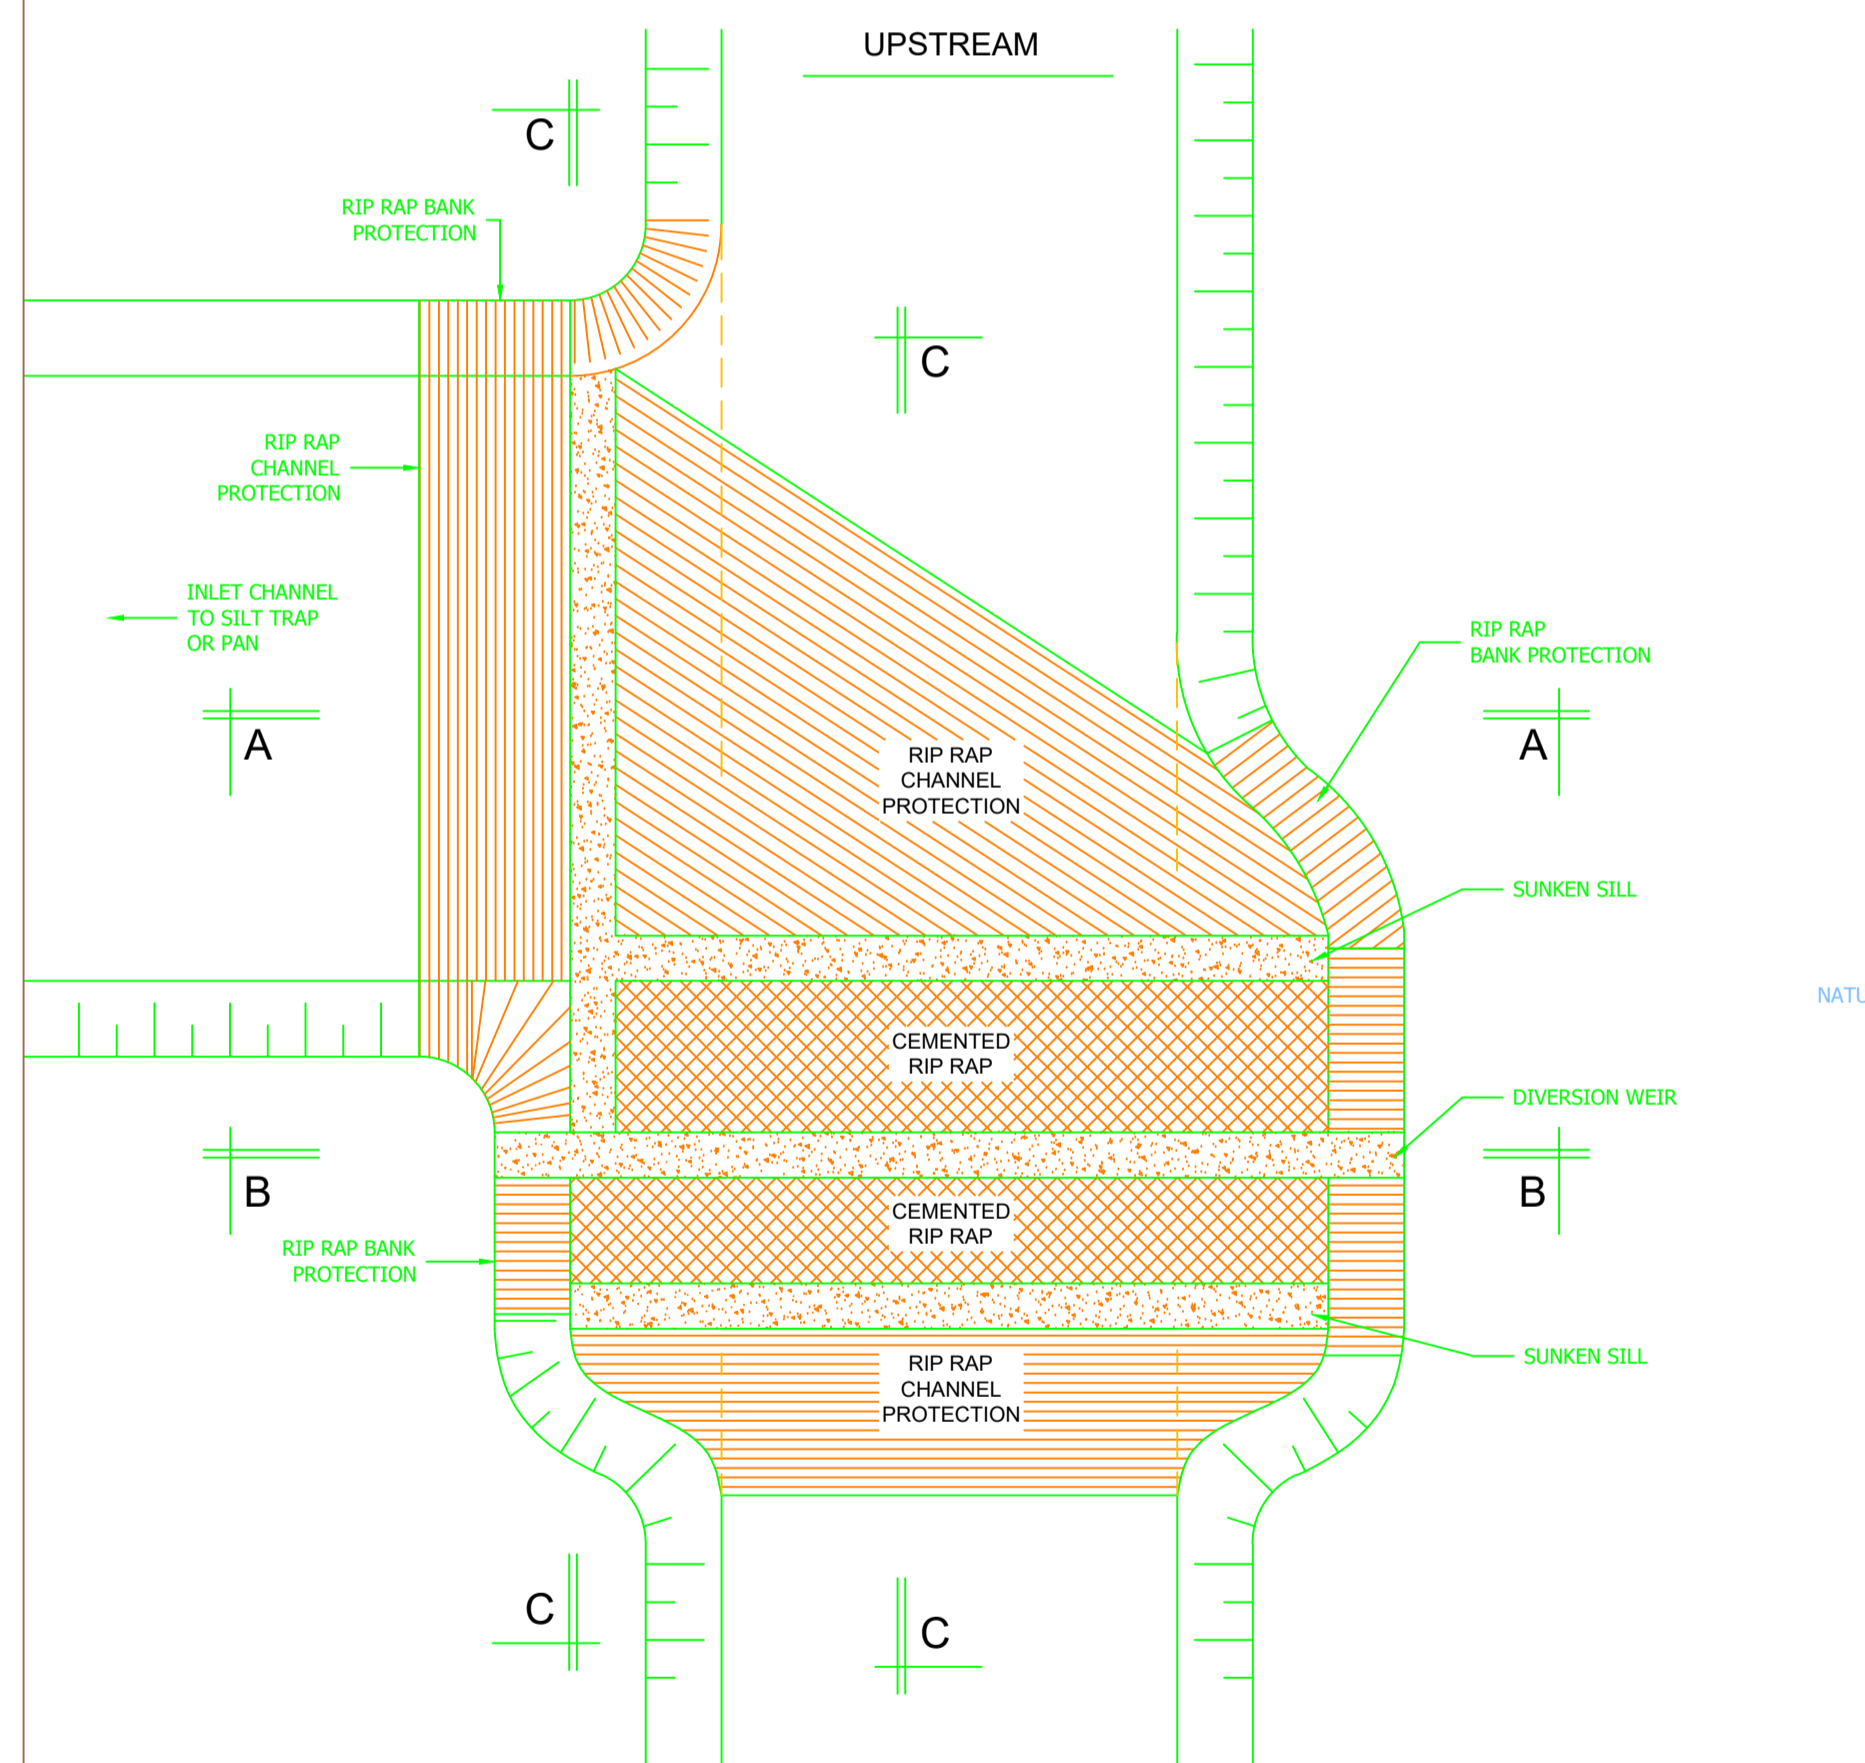 UPSTREAM
C
RIP RAP BANK
PROTECTION
C
RIP RAP
CHANNEL
PROTECTION
INLET CHANNEL
TO SILT TRAP
OR PAN
RIP RAP
BANK PROTECTION
A
RIP RAP
CHANNEL
PROTECTION
A
SUNKEN SILL
NATU
CEMENTED
RIP RAP
DIVERSION WEIR
B
CEMENTED
RIP RAP
B
RIP RAP BANK
PROTECTION
RIP RAP
CHANNEL
PROTECTION
SUNKEN SILL
C
C